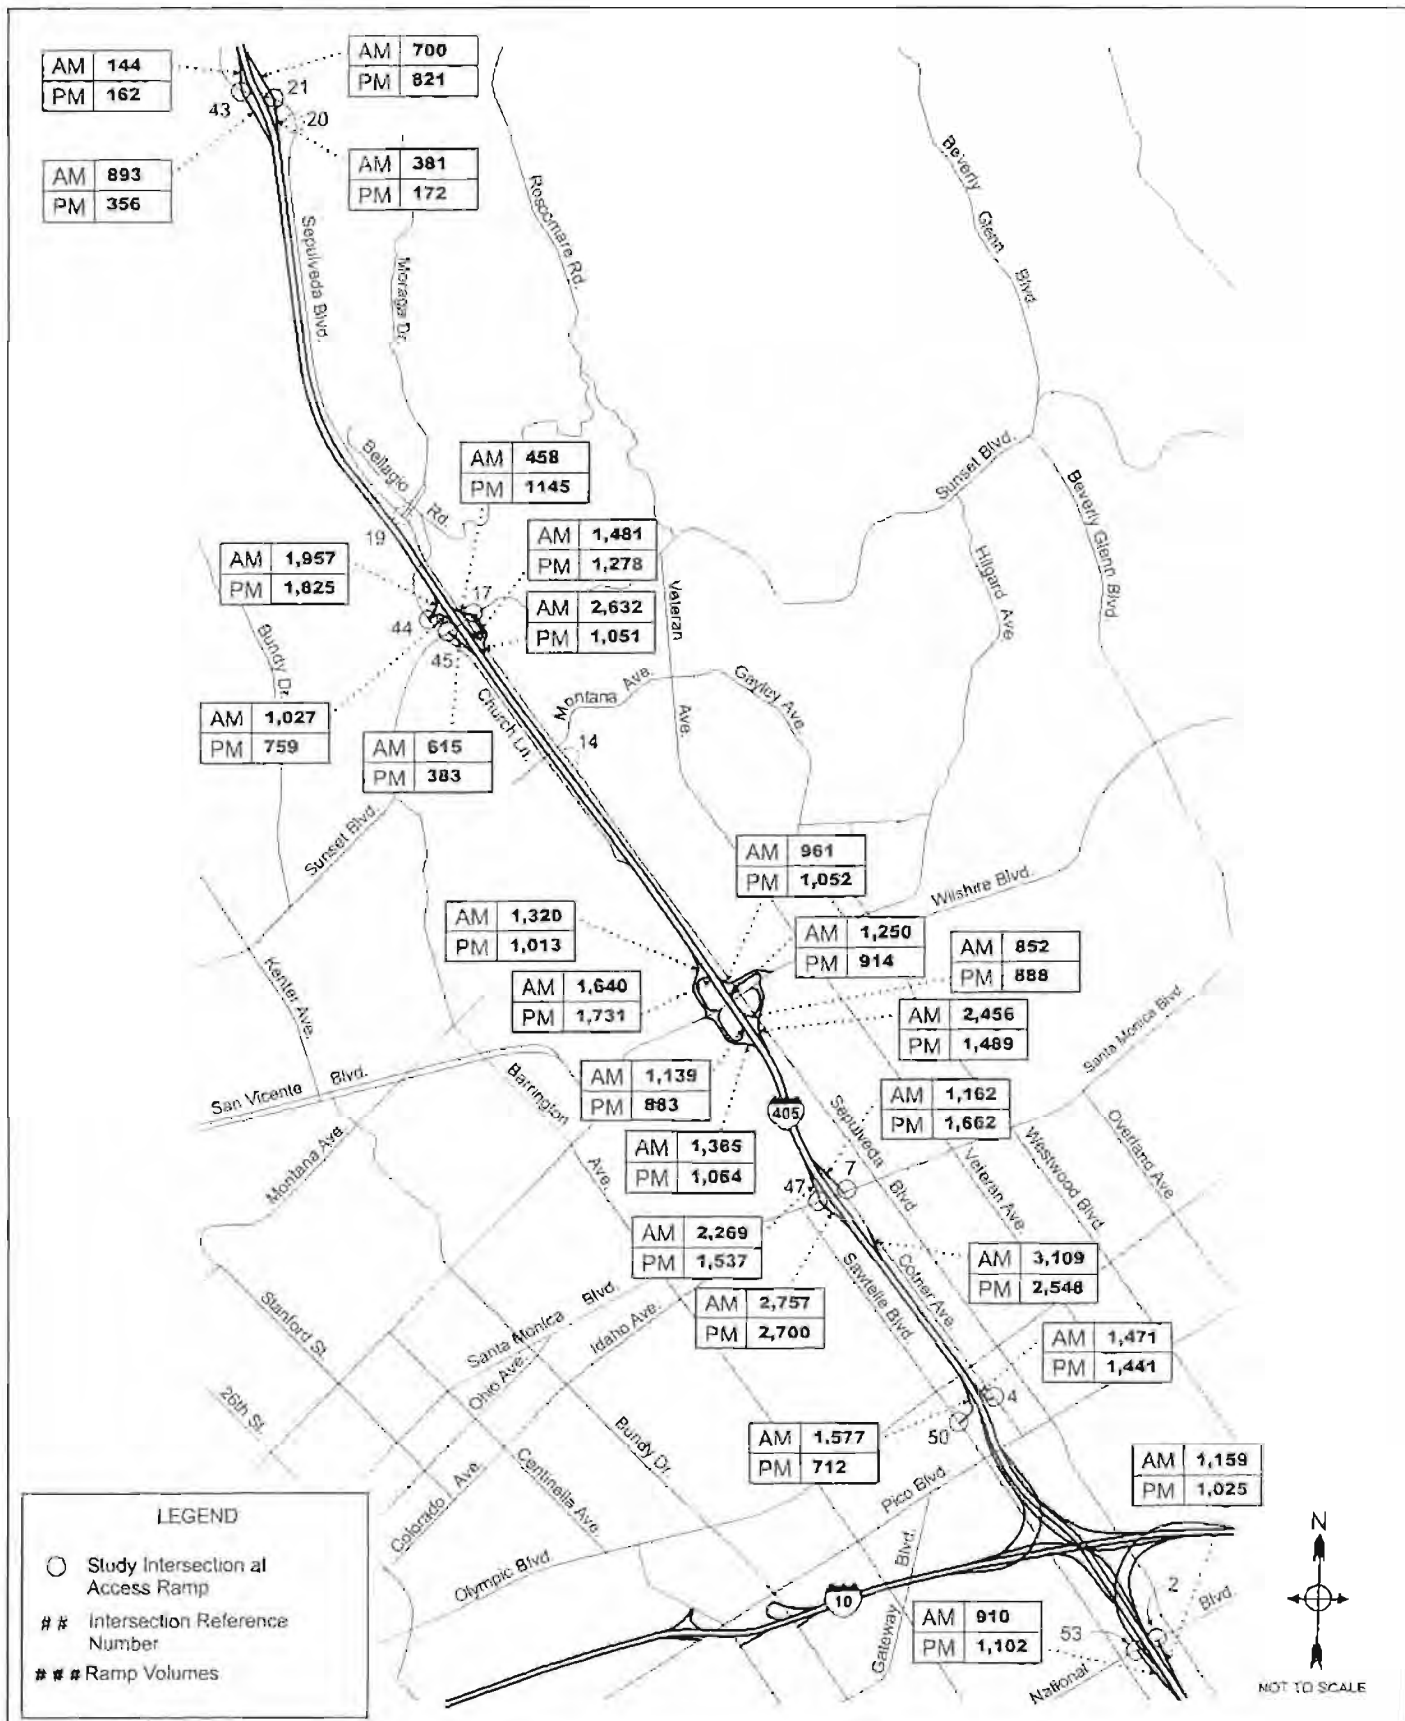 AM 144
PM 162
AM 700
PM 821
21
43
20
AM 893
PM 356
AM 381
PM 172
Sepulveda Blvd.
Moraga Dr.
Roscomare Rd.
Beverly Glenn Blvd.
Bellagio Rd.
AM 458
PM 1145
Sunset Blvd.
Beverly Glenn Blvd
19
AM 1,481
PM 1,278
AM 1,957
PM 1,825
Hilgard Ave
17
AM 2,632
PM 1,051
Veteran Ave.
44
45
Bundy Dr.
Church Ln.
Montana Ave.
Gayley Ave.
AM 1,027
PM 759
AM 615
PM 383
14
Sunset Blvd.
AM 961
PM 1,052
Wilshire Blvd.
AM 1,320
PM 1,013
AM 1,250
PM 914
AM 852
PM 888
Kenter Ave.
AM 1,640
PM 1,731
AM 2,456
PM 1,489
Santa Monica Blvd
San Vicente Blvd.
Barrington Ave.
AM 1,139
PM 883
405
Sepulveda Blvd
AM 1,162
PM 1,662
Overland Ave
Westwood Blvd
Veteran Ave.
Montana Ave
AM 1,365
PM 1,064
7
47
AM 2,269
PM 1,537
AM 3,109
PM 2,548
Cotner Ave
Sawtelle Blvd
AM 2,757
PM 2,700
Stanford St
Santa Monica Blvd.
Idaho Ave.
Ohio Ave.
AM 1,471
PM 1,441
4
26th St.
50
AM 1,577
PM 712
Bundy Dr.
Centinella Ave.
Colorado Ave.
Pico Blvd.
AM 1,159
PM 1,025
Olympic Blvd
Gateway Blvd.
10
2
AM 910
PM 1,102
53
National Blvd.
LEGEND
Study Intersection at
Access Ramp
## Intersection Reference
Number
### Ramp Volumes
N
NOT TO SCALE